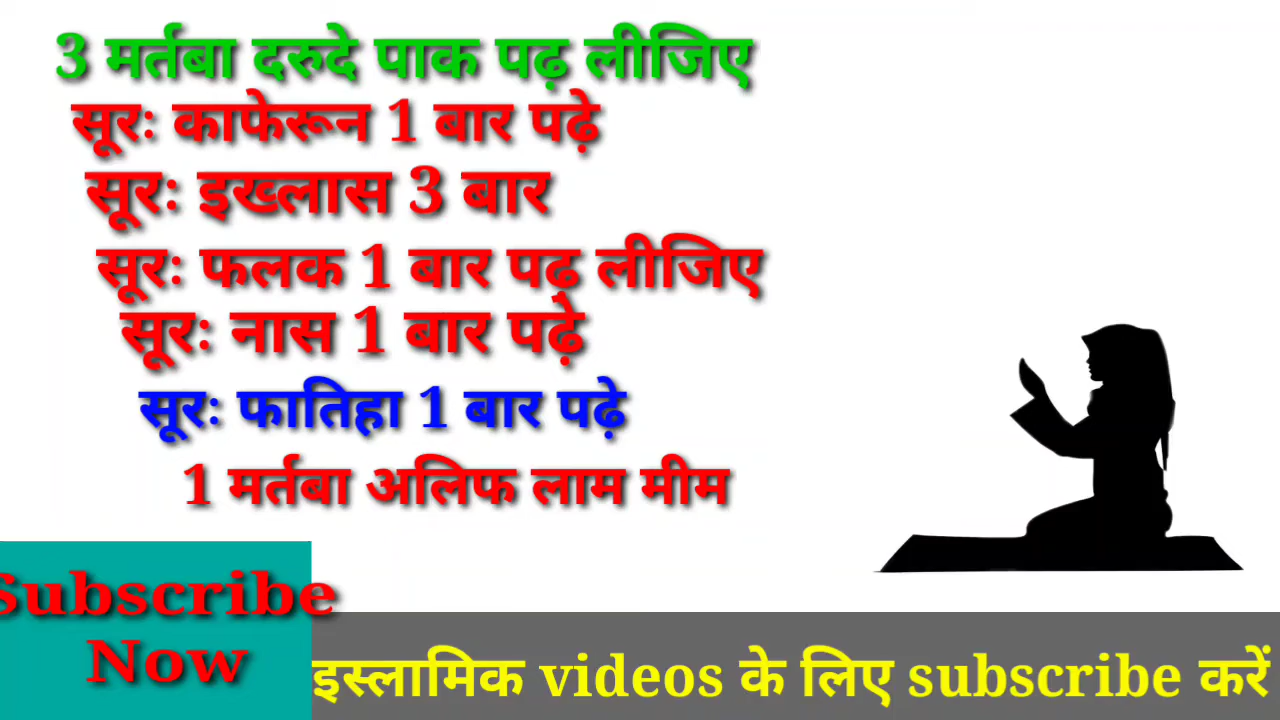 3 मर्तबा दरुदे पाक पढ़ लीजिए
सूरः काफेरून 1 बार पढ़े
सूरः इख्लास 3 बार
सूरः फलक 1 बार पढ़ लीजिए
सूरः नास 1 बार पढ़े
सूरः फातिहा 1 बार पढ़े
1 मर्तबा अलिफ लाम मीम
Subscribe
Now
इस्लामिक videos के लिए subscribe करें